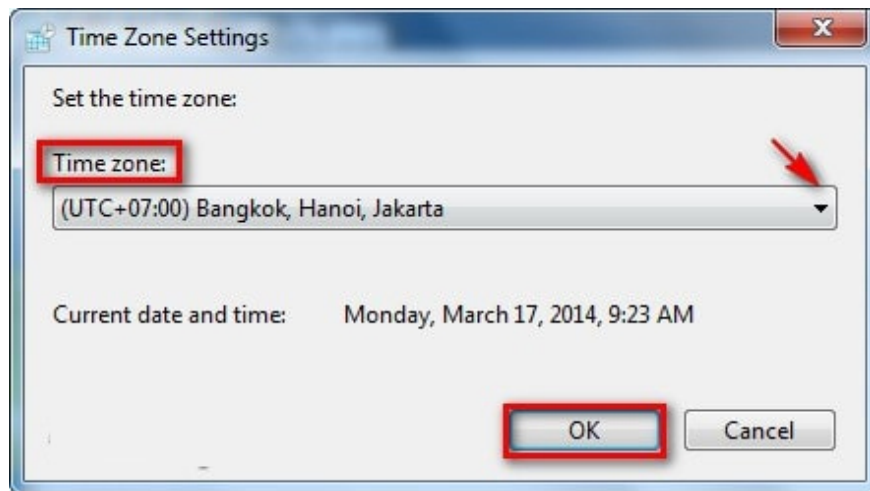 Time Zone Settings
Set the time zone:
Time zone:
(UTC+07:00) Bangkok, Hanoi, Jakarta
Current date and time: Monday, March 17, 2014, 9:23 AM
OK Cancel